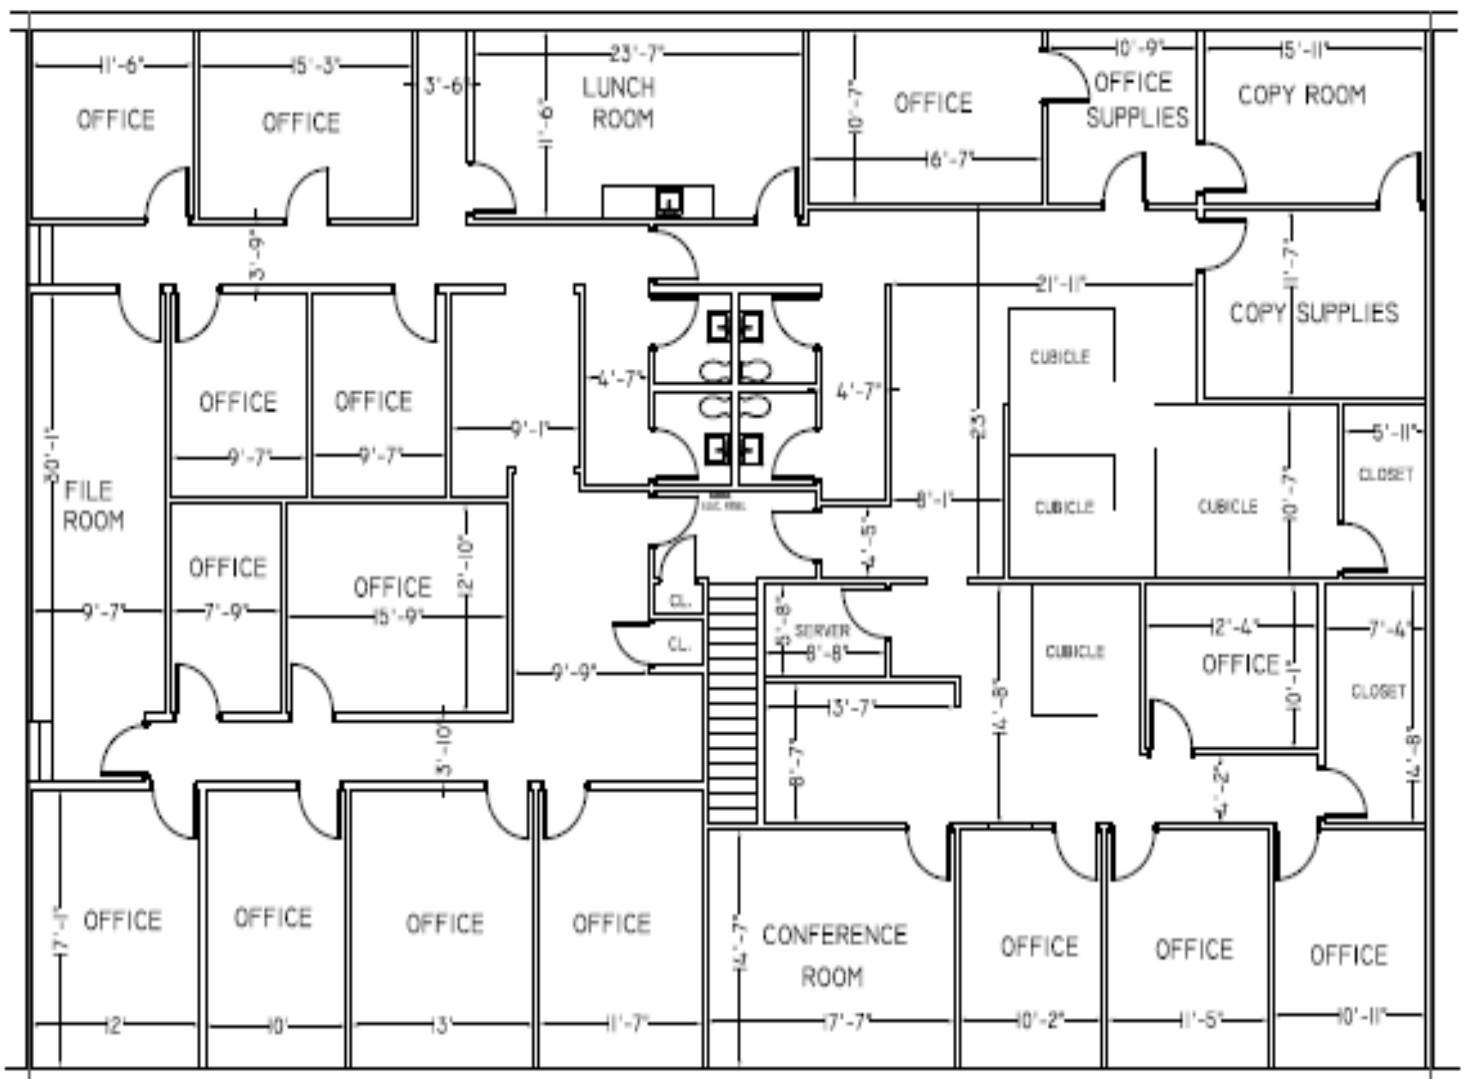 11'-6"
OFFICE
15'-3"
OFFICE
3'-6"
23'-7"
LUNCH
ROOM
11'-6"
10'-7"
OFFICE
16'-7"
10'-9"
OFFICE
SUPPLIES
15'-11"
COPY ROOM
3'-9"
21'-11"
11'-7"
COPY SUPPLIES
30'-1"
FILE
ROOM
9'-7"
OFFICE
9'-7"
OFFICE
9'-7"
9'-1"
4'-7"
4'-7"
23'
8'-1"
4'-5"
CUBICLE
CUBICLE
CUBICLE
10'-7"
5'-11"
CLOSET
OFFICE
7'-9"
OFFICE
15'-9"
12'-10"
9'-9"
CL.
CL.
5'-8"
SERVER
8'-8"
13'-7"
8'-7"
14'-8"
CUBICLE
12'-4"
OFFICE
10'-1"
7'-4"
CLOSET
14'-8"
4'-2"
3'-10"
17'-1"
OFFICE
12'
OFFICE
10'
OFFICE
13'
OFFICE
11'-7"
14'-7"
CONFERENCE
ROOM
17'-7"
OFFICE
10'-2"
OFFICE
11'-5"
OFFICE
10'-11"